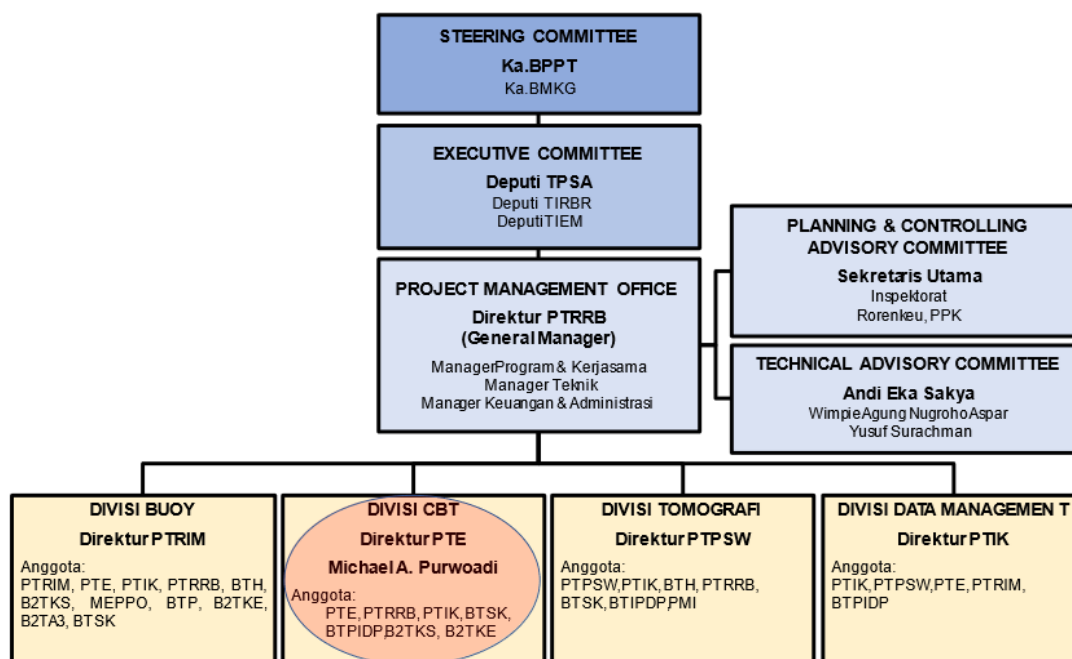 STEERING COMMITTEE
Ka.BPPT
Ka.BMKG
EXECUTIVE COMMITTEE
Deputi TPSA
Deputi TIRBR
DeputiTIEM
PROJECT MANAGEMENT OFFICE
Direktur PTRRB
(General Manager)
ManagerProgram & Kerjasama
Manager Teknik
Manager Keuangan & Administrasi
PLANNING & CONTROLLING
ADVISORY COMMITTEE
Sekretaris Utama
Inspektorat
Rorenkeu, PPK
TECHNICAL ADVISORY COMMITTEE
Andi Eka Sakya
WimpieAgung NugrohoAspar
Yusuf Surachman
DIVISI BUOY
Direktur PTRIM
Anggota:
PTRIM, PTE, PTIK, PTRRB, BTH,
B2TKS, MEPPO, BTP, B2TKE,
B2TA3, BTSK
DIVISI CBT
Direktur PTE
Michael A. Purwoadi
Anggota:
PTE,PTRRB, PTIK,BTSK,
BTPIDP,B2TKS, B2TKE
DIVISI TOMOGRAFI
Direktur PTPSW
Anggota:
PTPSW,PTIK, BTH, PTRRB,
BTSK,BTIPDP,PMI
DIVISI DATA MANAGEMEN T
Direktur PTIK
Anggota:
PTIK,PTPSW,PTE, PTRIM,
BTPIDP